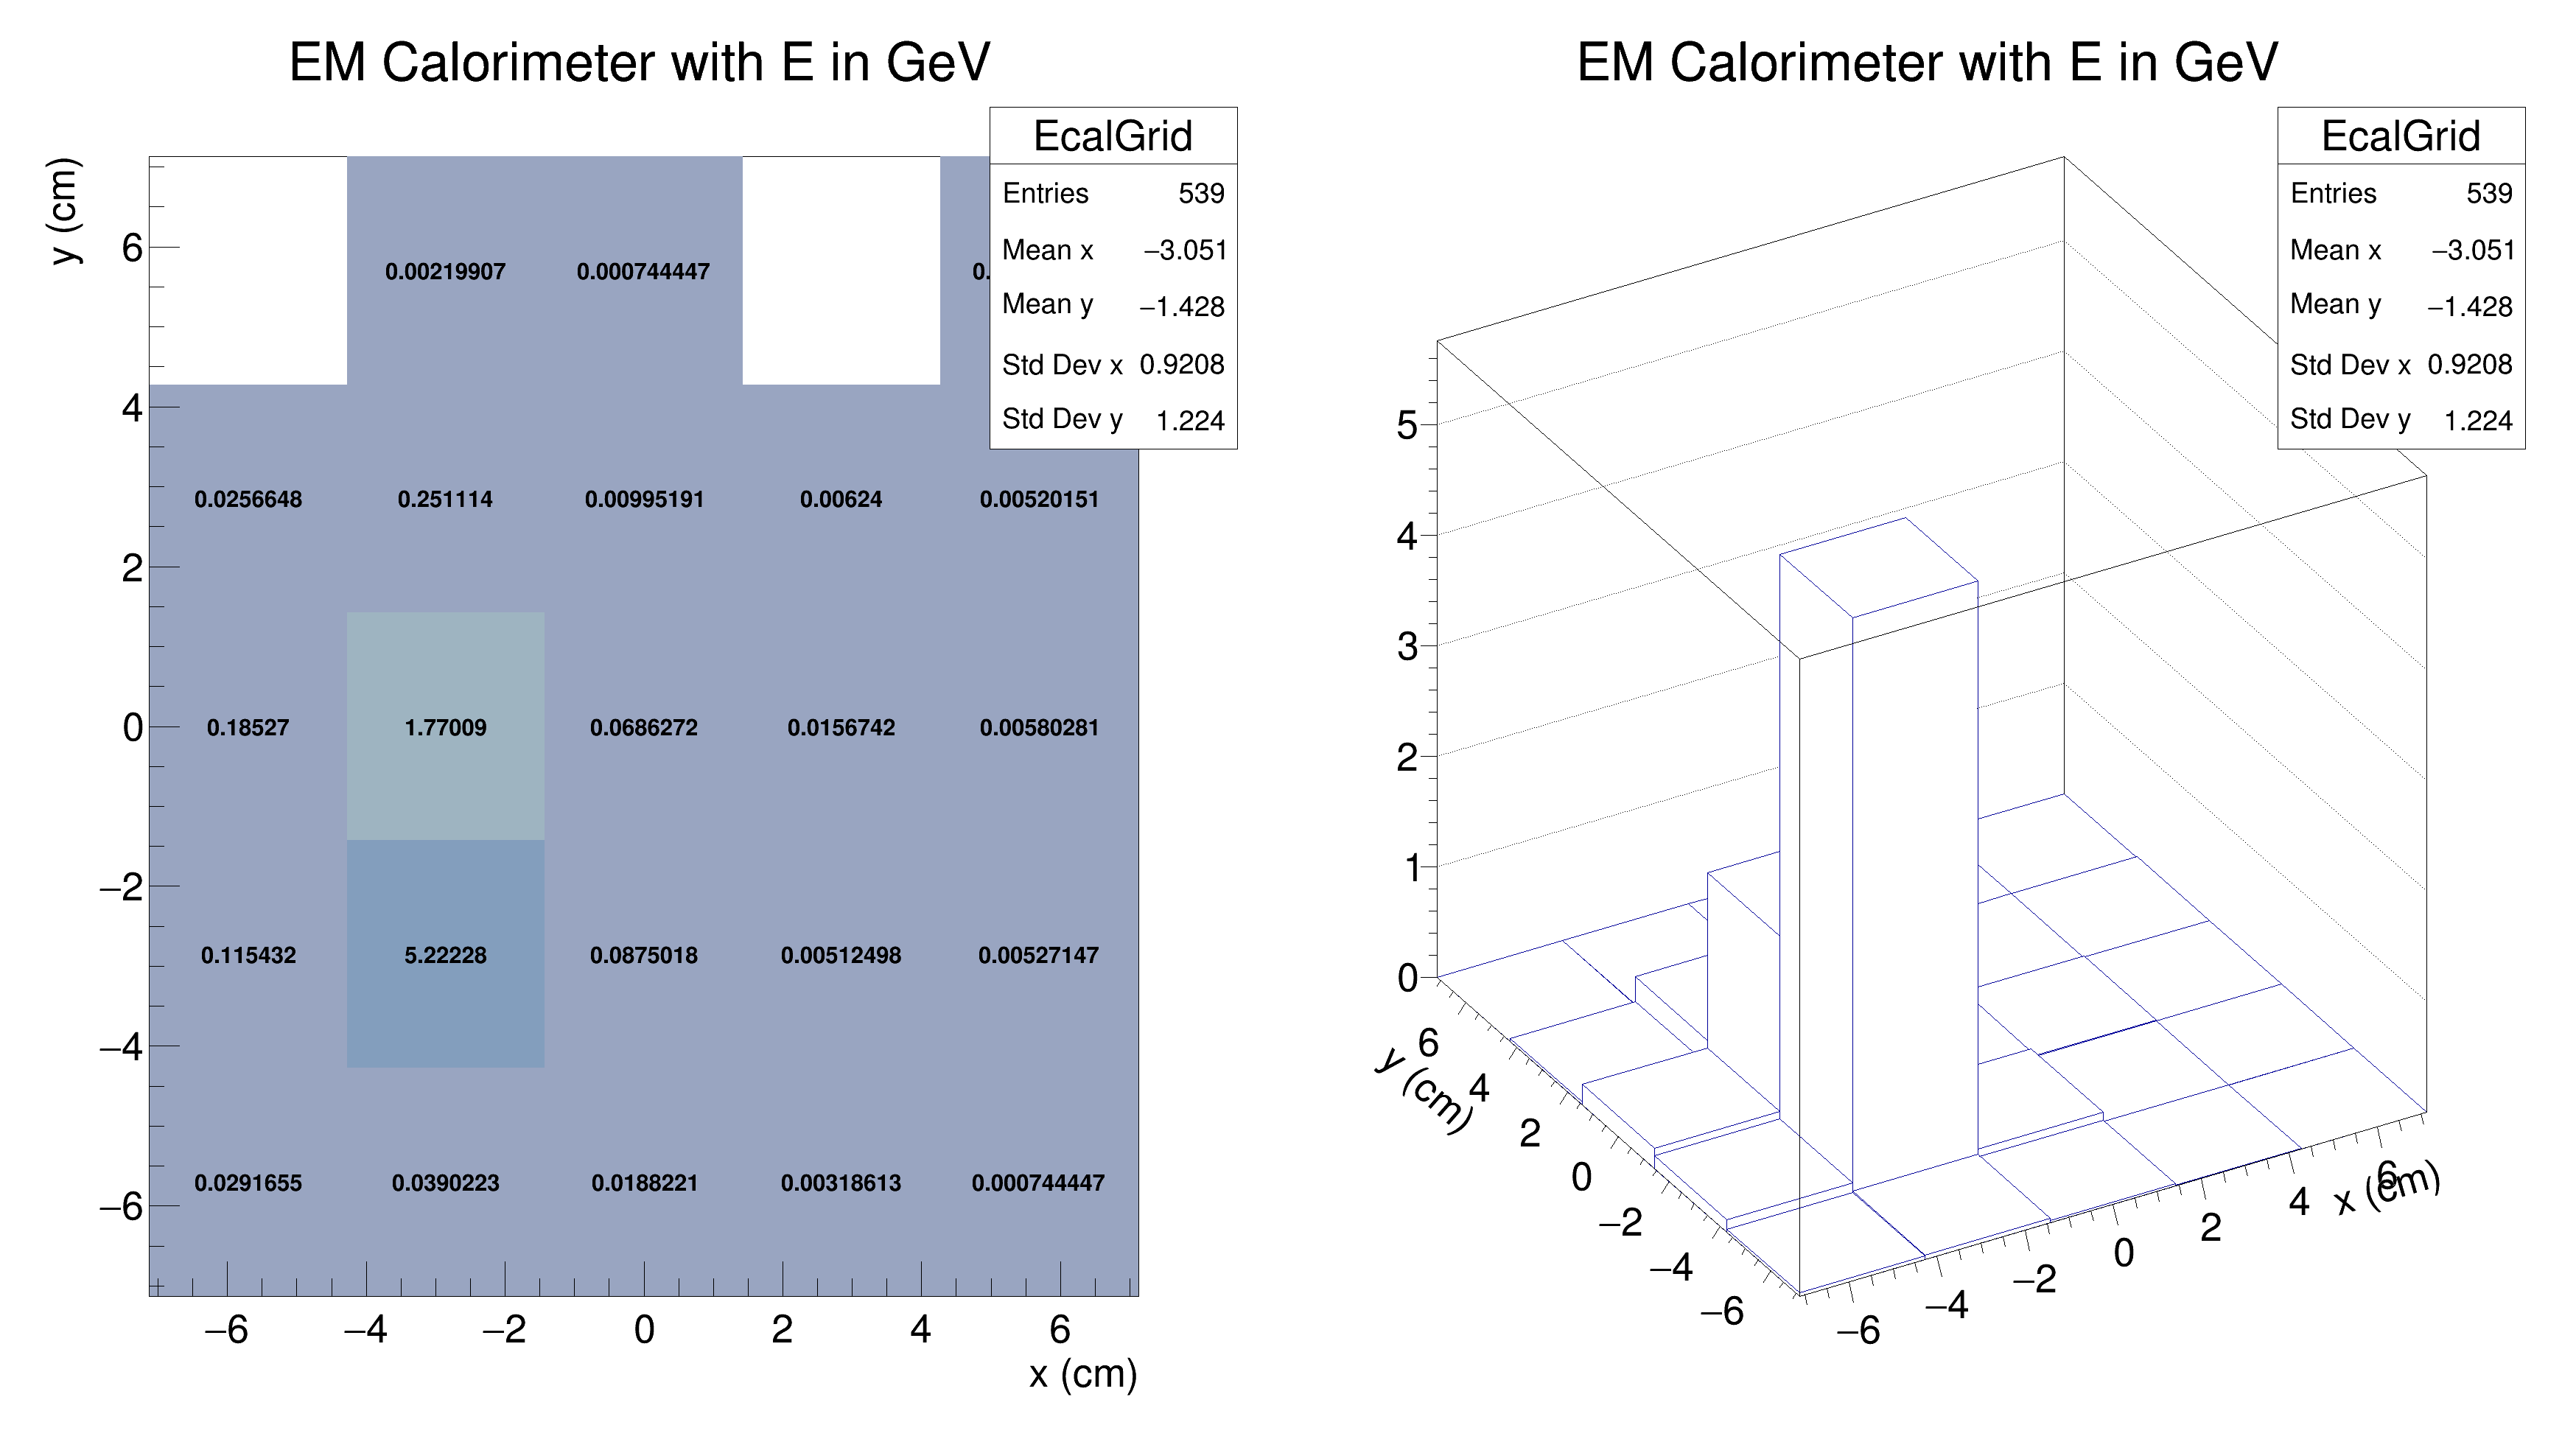 EM Calorimeter with E in GeV
EcalGrid
Entries 539
Mean x −3.051
Mean y −1.428
Std Dev x 0.9208
Std Dev y 1.224
y (cm)
6
4
2
0
−2
−4
−6
0.00219907 0.000744447 0.
0.0256648 0.251114 0.00995191 0.00624 0.00520151
0.18527 1.77009 0.0686272 0.0156742 0.00580281
0.115432 5.22228 0.0875018 0.00512498 0.00527147
0.0291655 0.0390223 0.0188221 0.00318613 0.000744447
−6 −4 −2 0 2 4 6
x (cm)
EM Calorimeter with E in GeV
EcalGrid
Entries 539
Mean x −3.051
Mean y −1.428
Std Dev x 0.9208
Std Dev y 1.224
5
4
3
2
1
0
y (cm)
6
4
2
0
−2
−4
−6
−6
−4
−2
0
2
4
6
x (cm)